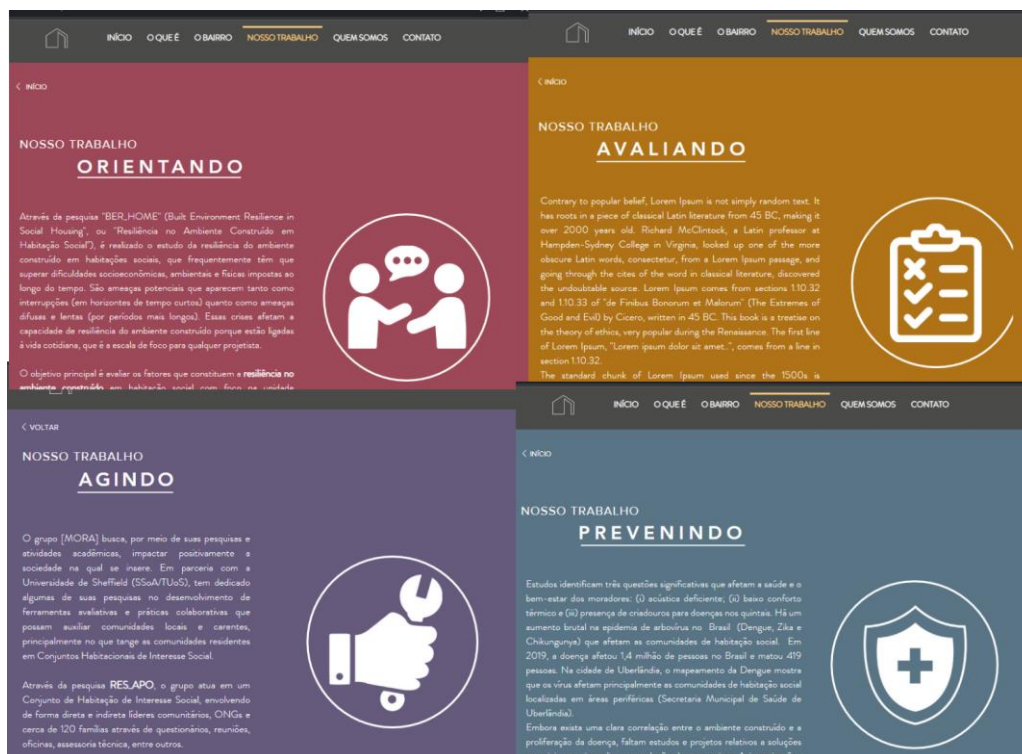 INÍCIO O QUE É O BAIRRO NOSSO TRABALHO QUEM SOMOS CONTATO
< INÍCIO
NOSSO TRABALHO
ORIENTANDO
Através da pesquisa "BER_HOME" (Built Environment Resilience in
Social Housing", ou "Resiliência no Ambiente Construído em
Habitação Social"), é realizado o estudo da resiliência do ambiente
construído em habitações sociais, que frequentemente têm que
superar dificuldades socioeconômicas, ambientais e físicas impostas ao
longo do tempo. São ameaças potenciais que aparecem tanto como
interrupções (em horizontes de tempo curtos) quanto como ameaças
difusas e lentas (por períodos mais longos). Essas crises afetam a
capacidade de resiliência do ambiente construído porque estão ligadas
à vida cotidiana, que é a escala de foco para qualquer projetista.
O objetivo principal é avaliar os fatores que constituem a resiliência no
ambiente construído em habitação social com foco na unidade
INÍCIO O QUE É O BAIRRO NOSSO TRABALHO QUEM SOMOS CONTATO
< INÍCIO
NOSSO TRABALHO
AVALIANDO
Contrary to popular belief, Lorem Ipsum is not simply random text. It
has roots in a piece of classical Latin literature from 45 BC, making it
over 2000 years old. Richard McClintock, a Latin professor at
Hampden-Sydney College in Virginia, looked up one of the more
obscure Latin words, consectetur, from a Lorem Ipsum passage, and
going through the cites of the word in classical literature, discovered
the undoubtable source. Lorem Ipsum comes from sections 1.10.32
and 1.10.33 of "de Finibus Bonorum et Malorum" (The Extremes of
Good and Evil) by Cicero, written in 45 BC. This book is a treatise on
the theory of ethics, very popular during the Renaissance. The first line
of Lorem Ipsum, "Lorem ipsum dolor sit amet..", comes from a line in
section 1.10.32.
The standard chunk of Lorem Ipsum used since the 1500s is
< VOLTAR
NOSSO TRABALHO
AGINDO
O grupo [MORA] busca, por meio de suas pesquisas e
atividades acadêmicas, impactar positivamente a
sociedade na qual se insere. Em parceria com a
Universidade de Sheffield (SSoA/TUoS), tem dedicado
algumas de suas pesquisas no desenvolvimento de
ferramentas avaliativas e práticas colaborativas que
possam auxiliar comunidades locais e carentes,
principalmente no que tange as comunidades residentes
em Conjuntos Habitacionais de Interesse Social.
Através da pesquisa RES_APO, o grupo atua em um
Conjunto de Habitação de Interesse Social, envolvendo
de forma direta e indireta líderes comunitários, ONGs e
cerca de 120 famílias através de questionários, reuniões,
oficinas, assessoria técnica, entre outros.
INÍCIO O QUE É O BAIRRO NOSSO TRABALHO QUEM SOMOS CONTATO
< INÍCIO
NOSSO TRABALHO
PREVENINDO
Estudos identificam três questões significativas que afetam a saúde e o
bem-estar dos moradores: (i) acústica deficiente; (ii) baixo conforto
térmico e (iii) presença de criadouros para doenças nos quintais. Há um
aumento brutal na epidemia de arbovírus no Brasil (Dengue, Zika e
Chikungunya) que afetam as comunidades de habitação social. Em
2019, a doença afetou 1,4 milhão de pessoas no Brasil e matou 419
pessoas. Na cidade de Uberlândia, o mapeamento da Dengue mostra
que os vírus afetam principalmente as comunidades de habitação social
localizadas em áreas periféricas (Secretaria Municipal de Saúde de
Uberlândia).
Embora exista uma clara correlação entre o ambiente construído e a
proliferação da doença, faltam estudos e projetos relativos a soluções